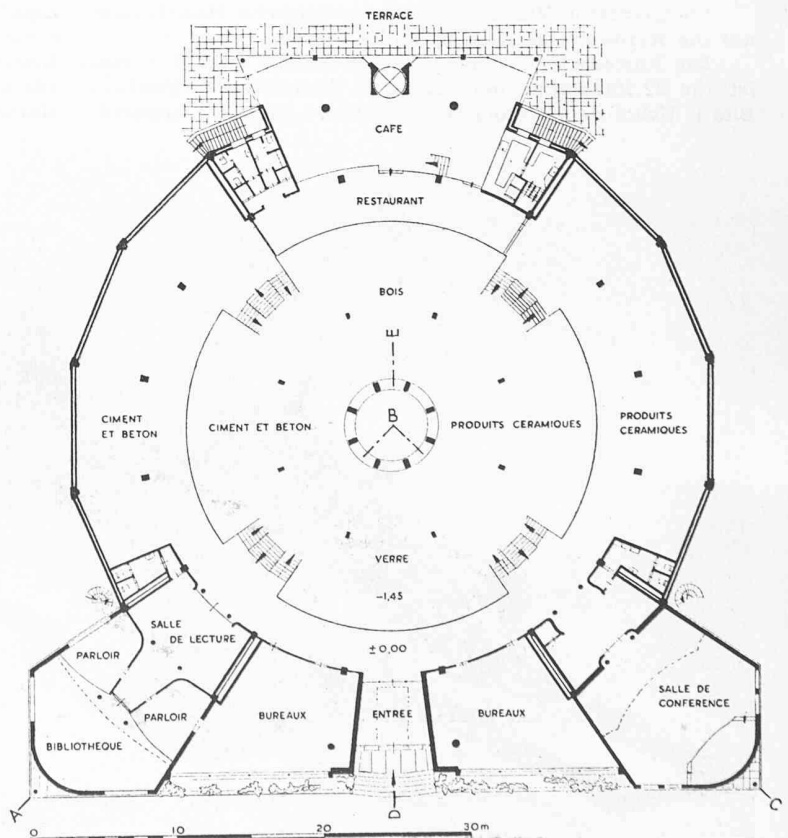 TERRACE
CAFE
RESTAURANT
BOIS
E
B
CIMENT
ET BETON
CIMENT ET BÉTON
PRODUITS CERAMIQUES
PRODUITS
CERAMIQUES
VERRE
-1,45
±0,00
SALLE
DE LECTURE
PARLOIR
PARLOIR
BIBLIOTHEQUE
BUREAUX
ENTREE
BUREAUX
SALLE DE
CONFERENCE
A
D
C
0 10 20 30m